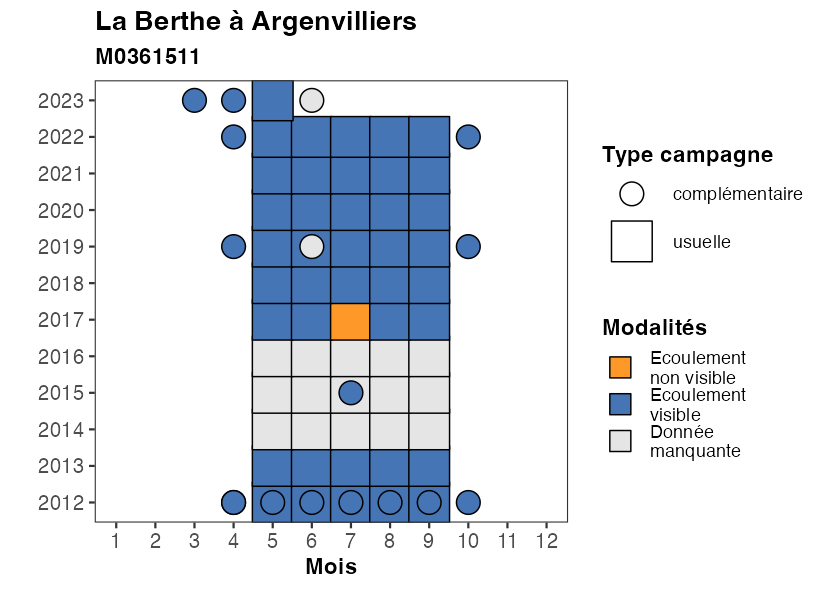 La Berthe à Argenvilliers
M0361511
2023
2022
2021
2020
2019
2018
2017
2016
2015
2014
2013
2012
1 2 3 4 5 6 7 8 9 10 11 12
Mois
Type campagne
complémentaire
usuelle
Modalités
Ecoulement
non visible
Ecoulement
visible
Donnée
manquante